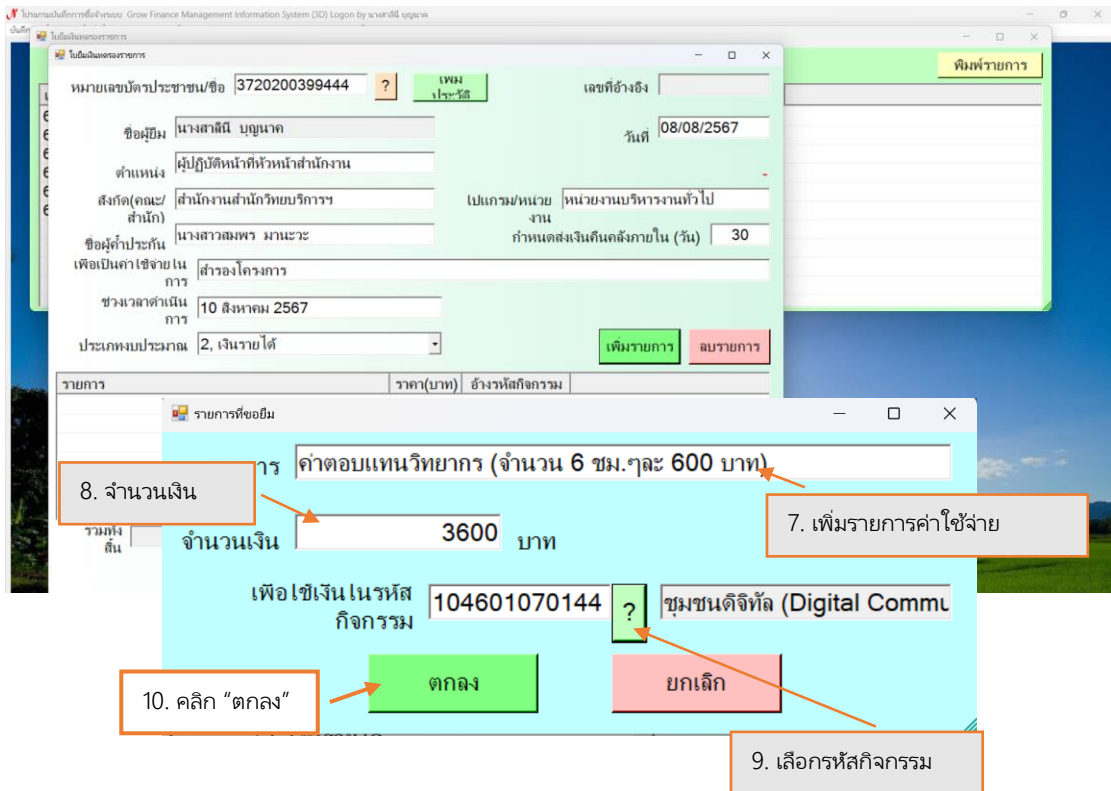 โปรแกรมบันทึกการซื้อจ้างระบบ Grow Finance Management Information System (3D) Logon by นางสาลินี บุญนาค
ใบยืมเงินทดรองราชการ
ใบยืมเงินทดรองราชการ
พิมพ์รายการ
หมายเลขบัตรประชาชน/ชื่อ 3720200399444 ? เพิ่มประวัติ เลขที่อ้างอิง
ชื่อผู้ยืม นางสาลินี บุญนาค วันที่ 08/08/2567
ตำแหน่ง ผู้ปฏิบัติหน้าที่หัวหน้าสำนักงาน -
สังกัด(คณะ/สำนัก) สำนักงานสำนักวิทยบริการฯ โปแกรม/หน่วยงาน หน่วยงานบริหารงานทั่วไป
ชื่อผู้ค้ำประกัน นางสาวสมพร มานะวะ กำหนดส่งเงินคืนคลังภายใน (วัน) 30
เพื่อเป็นค่าใช้จ่ายในการ สำรองโครงการ
ช่วงเวลาดำเนินการ 10 สิงหาคม 2567
ประเภทงบประมาณ 2, เงินรายได้ เพิ่มรายการ ลบรายการ
รายการ ราคา(บาท) อ้างรหัสกิจกรรม
รายการที่ขอยืม
การ ค่าตอบแทนวิทยากร (จำนวน 6 ชม.ๆละ 600 บาท)
8. จำนวนเงิน
7. เพิ่มรายการค่าใช้จ่าย
รวมทั้งสิ้น
จำนวนเงิน 3600 บาท
เพื่อใช้เงินในรหัสกิจกรรม 104601070144 ? ชุมชนดิจิทัล (Digital Commu
ตกลง ยกเลิก
10. คลิก “ตกลง”
9. เลือกรหัสกิจกรรม